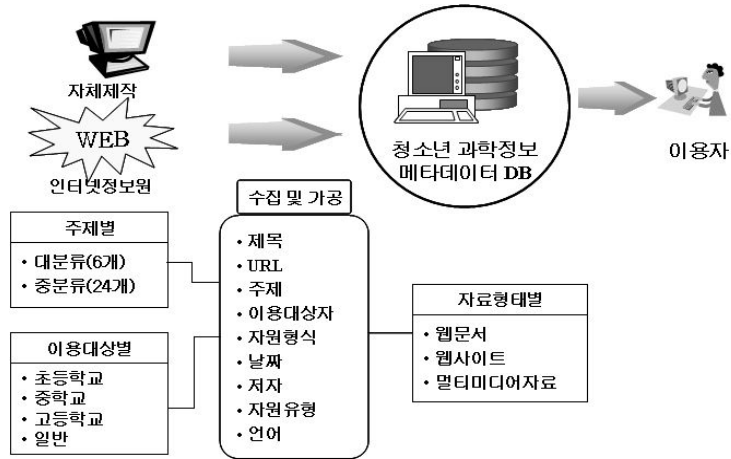 자체제작
WEB
인터넷정보원
청소년 과학정보
메타데이터 DB
이용자
수집 및 가공
주제별
• 대분류(6개)
• 중분류(24개)
이용대상별
• 초등학교
• 중학교
• 고등학교
• 일반
• 제목
• URL
• 주제
• 이용대상자
• 자원형식
• 날짜
• 저자
• 자원유형
• 언어
자료형태별
• 웹문서
• 웹사이트
• 멀티미디어자료